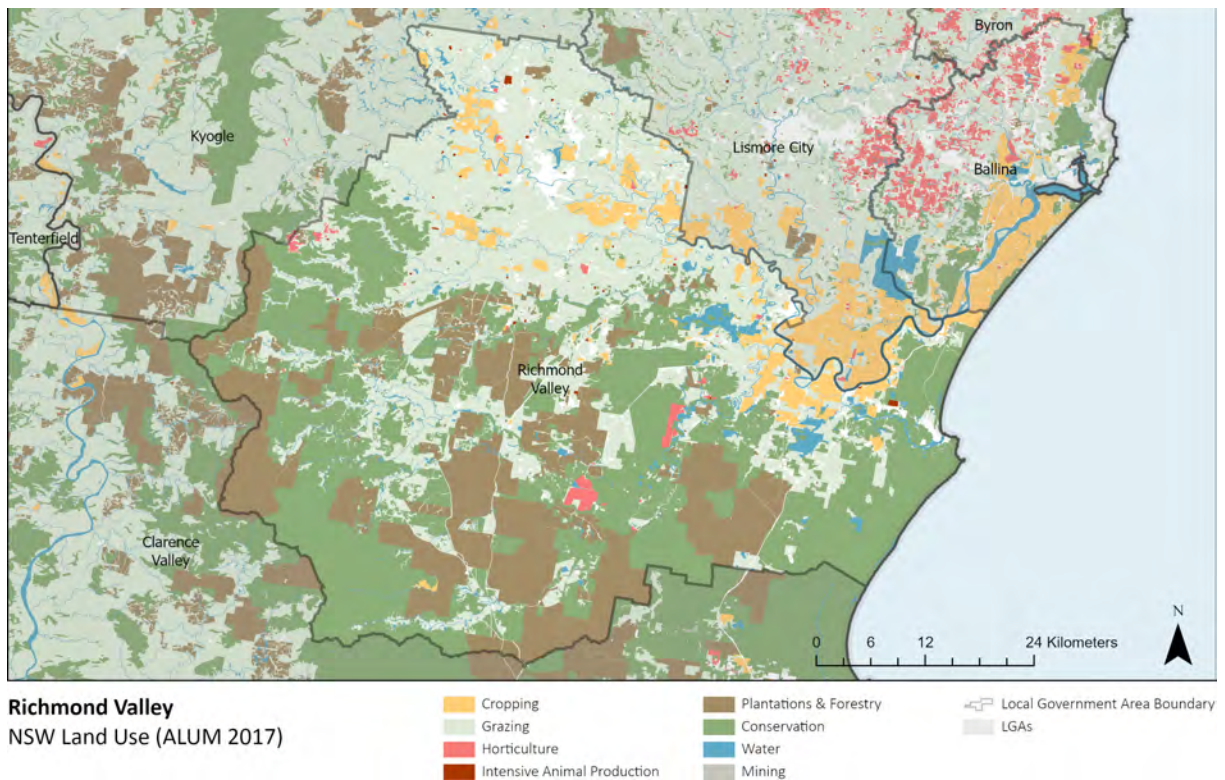 Byron
Kyogle
Lismore City
Ballina
Tenterfield
Richmond
Valley
Clarence
Valley
N
0 6 12 24 Kilometers
Richmond Valley
NSW Land Use (ALUM 2017)
Cropping
Grazing
Horticulture
Intensive Animal Production
Plantations & Forestry
Conservation
Water
Mining
Local Government Area Boundary
LGAs